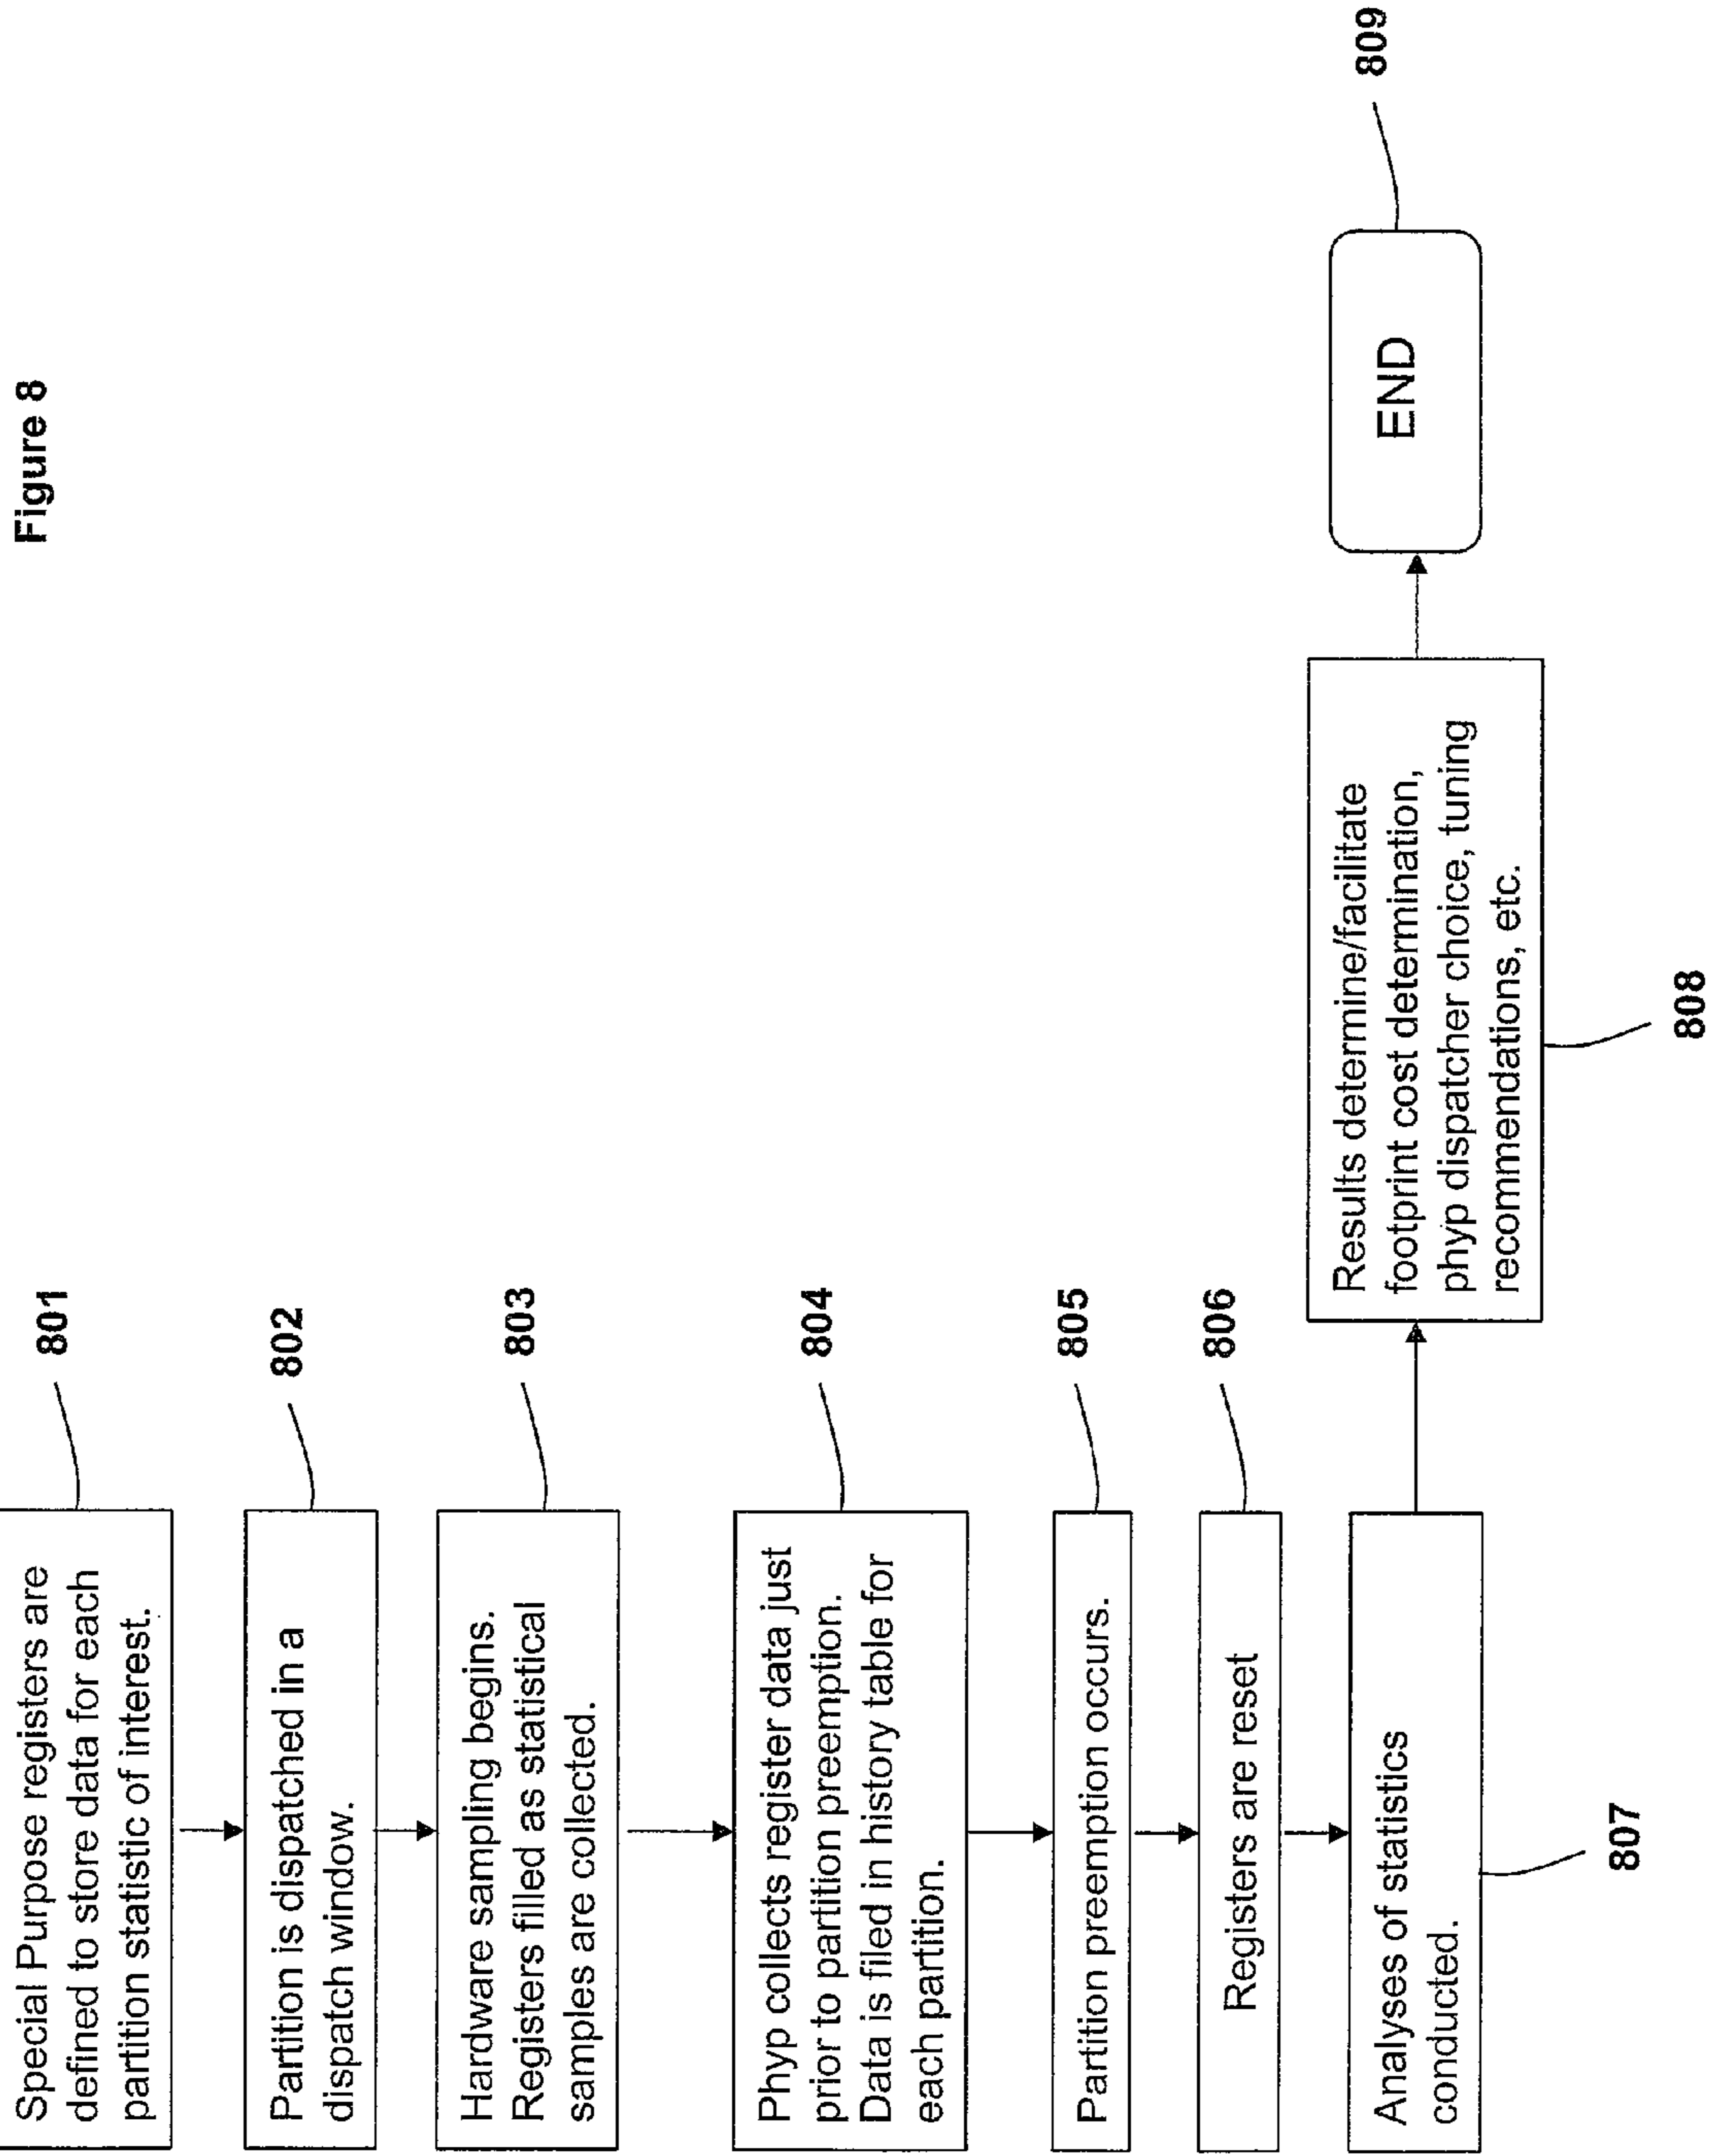 Figure 8
Special Purpose registers are
defined to store data for each
partition statistic of interest.
801
Partition is dispatched in a
dispatch window.
802
Hardware sampling begins.
Registers filled as statistical
samples are collected.
803
Phyp collects register data just
prior to partition preemption.
Data is filed in history table for
each partition.
804
Partition preemption occurs.
805
Registers are reset
806
Analyses of statistics
conducted.
807
Results determine/facilitate
footprint cost determination,
phyp dispatcher choice, tuning
recommendations, etc.
808
END
809